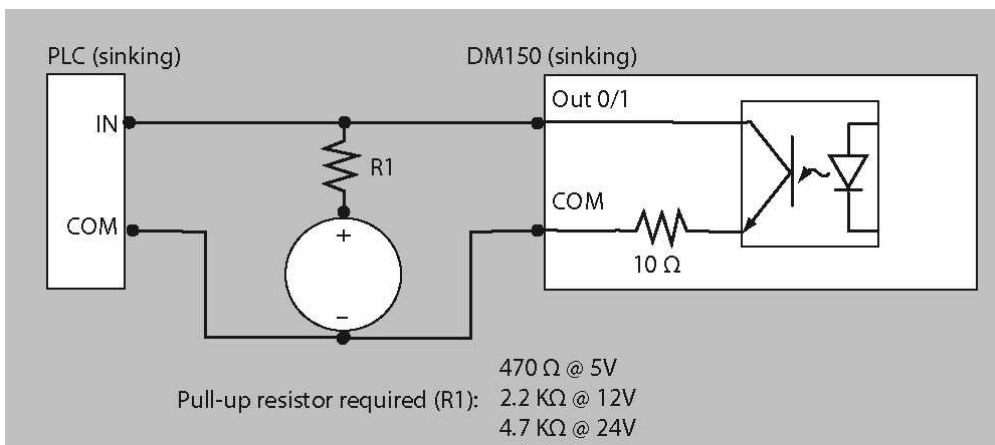 PLC (sinking)
DM150 (sinking)
Out 0/1
IN
R1
COM
COM
+
10 Ω
–
470 Ω @ 5V
Pull-up resistor required (R1): 2.2 KΩ @ 12V
4.7 KΩ @ 24V